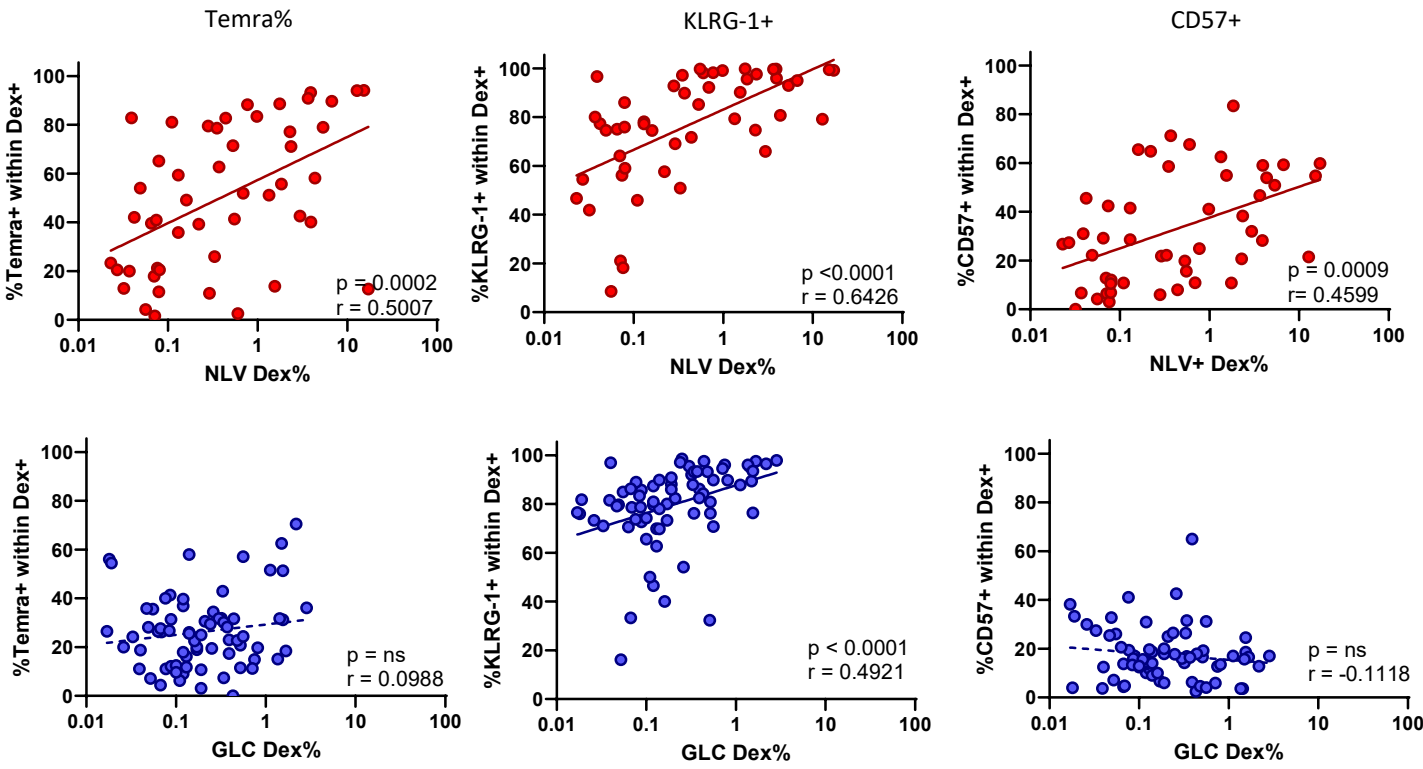 Temra%
KLRG-1+
CD57+
%Temra+ within Dex+
100
80
60
40
20
0
p = 0.0002
r = 0.5007
0.01 0.1 1 10 100
NLV Dex%
%KLRG-1+ within Dex+
100
80
60
40
20
0
p <0.0001
r = 0.6426
0.01 0.1 1 10 100
NLV Dex%
%CD57+ within Dex+
100
80
60
40
20
0
p = 0.0009
r= 0.4599
0.01 0.1 1 10 100
NLV+ Dex%
%Temra+ within Dex+
100
80
60
40
20
0
p = ns
r = 0.0988
0.01 0.1 1 10 100
GLC Dex%
%KLRG-1+ within Dex+
100
80
60
40
20
0
p < 0.0001
r = 0.4921
0.01 0.1 1 10 100
GLC Dex%
%CD57+ within Dex+
100
80
60
40
20
0
p = ns
r = -0.1118
0.01 0.1 1 10 100
GLC Dex%